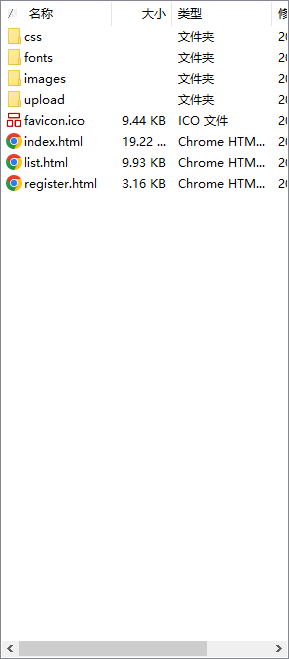 名称 大小 类型 修
css 文件夹 20
fonts 文件夹 20
images 文件夹 20
upload 文件夹 20
favicon.ico 9.44 KB ICO 文件 20
index.html 19.22 ... Chrome HTM... 20
list.html 9.93 KB Chrome HTM... 20
register.html 3.16 KB Chrome HTM... 20